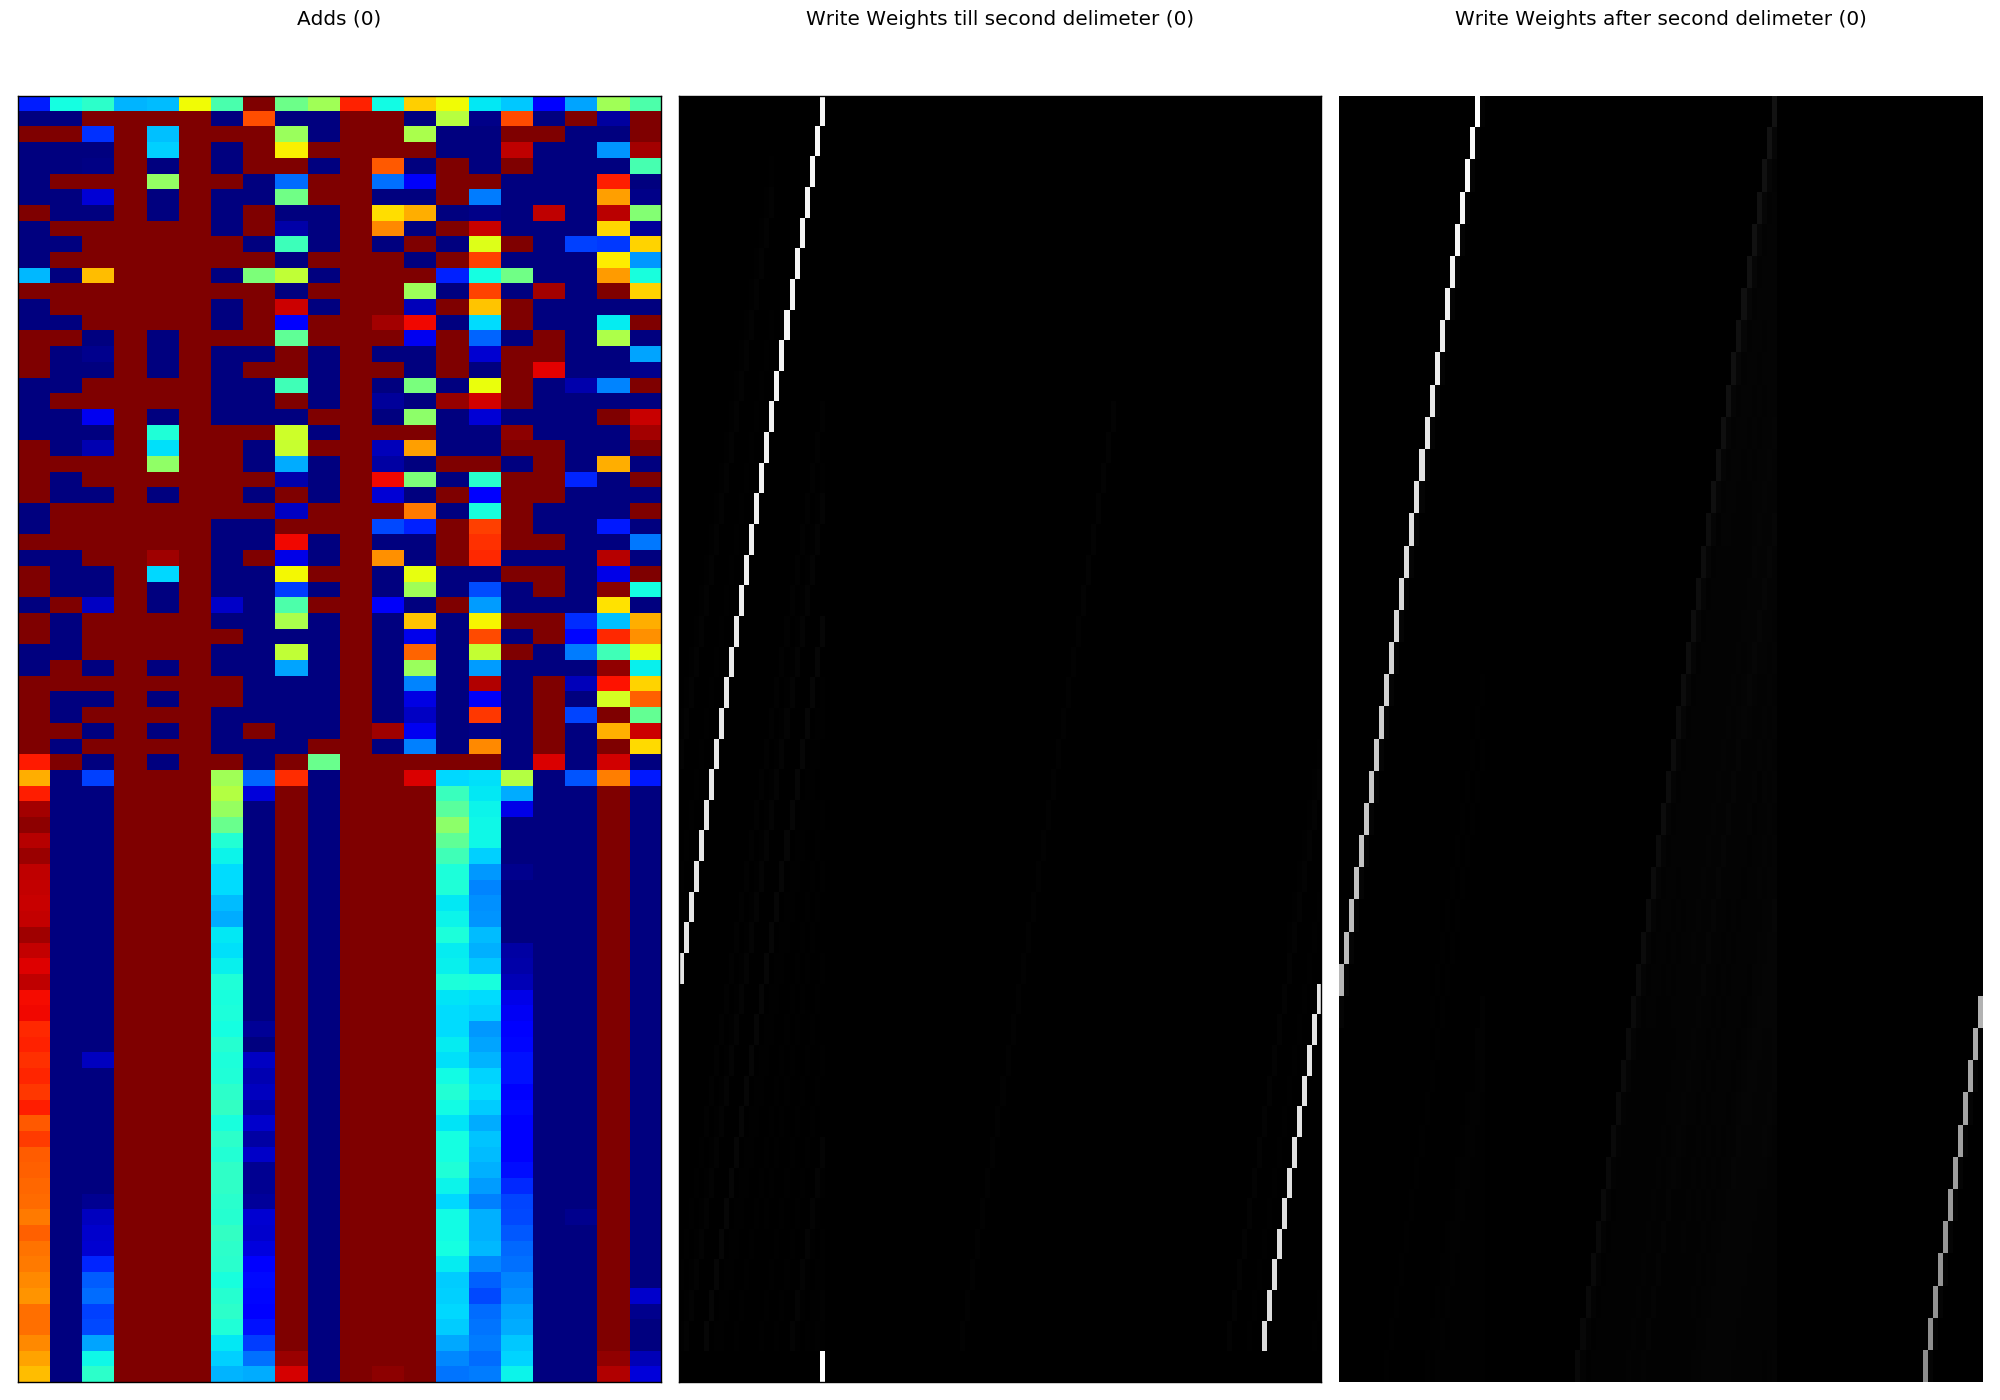 Adds (0)
Write Weights till second delimeter (0)
Write Weights after second delimeter (0)